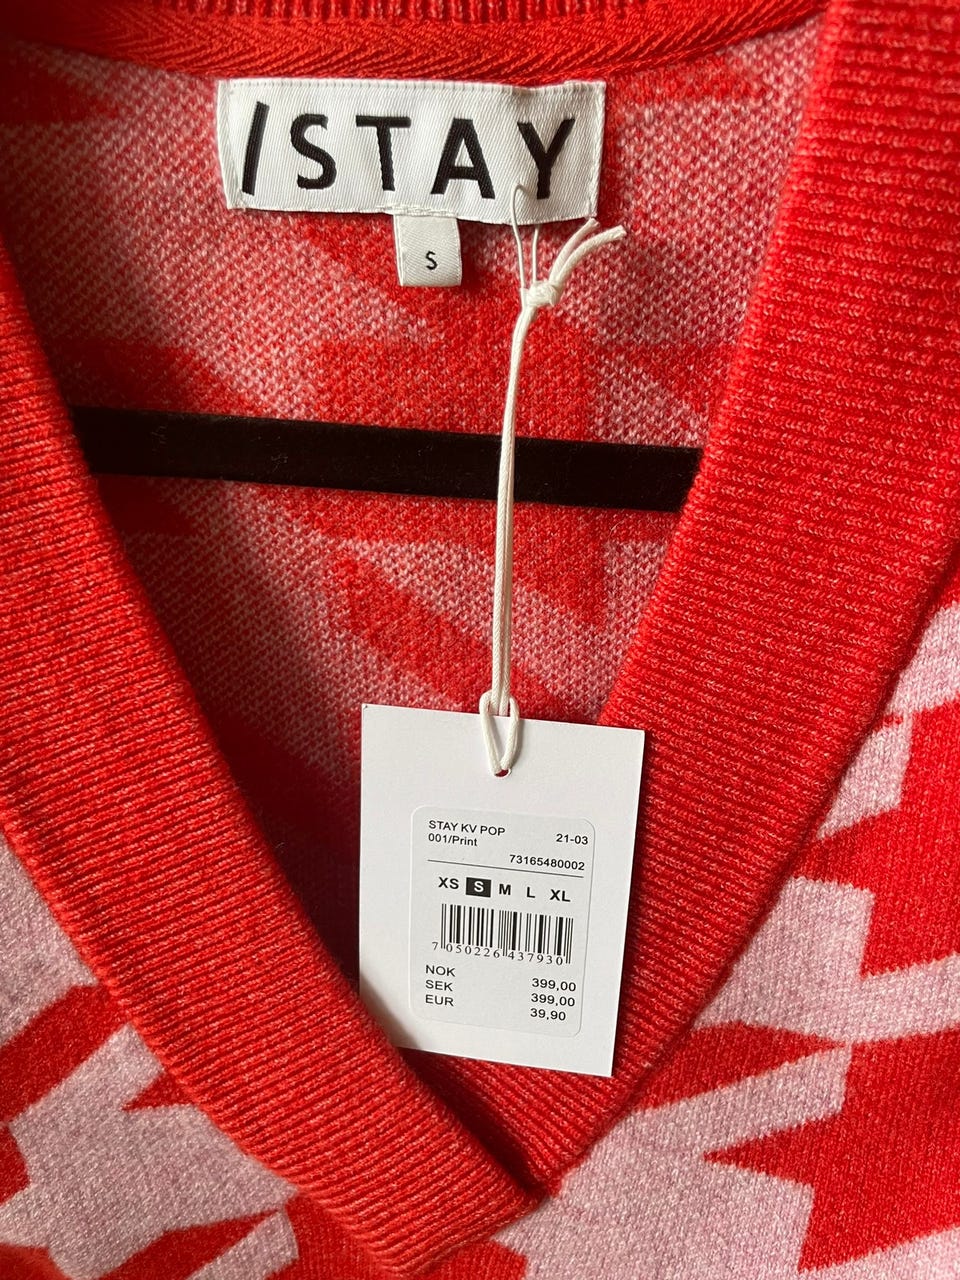 /STAY
S
STAY KV POP 21-03
001/Print
73165480002
XS S M L XL
7 050226 437930
NOK 399,00
SEK 399,00
EUR 39,90